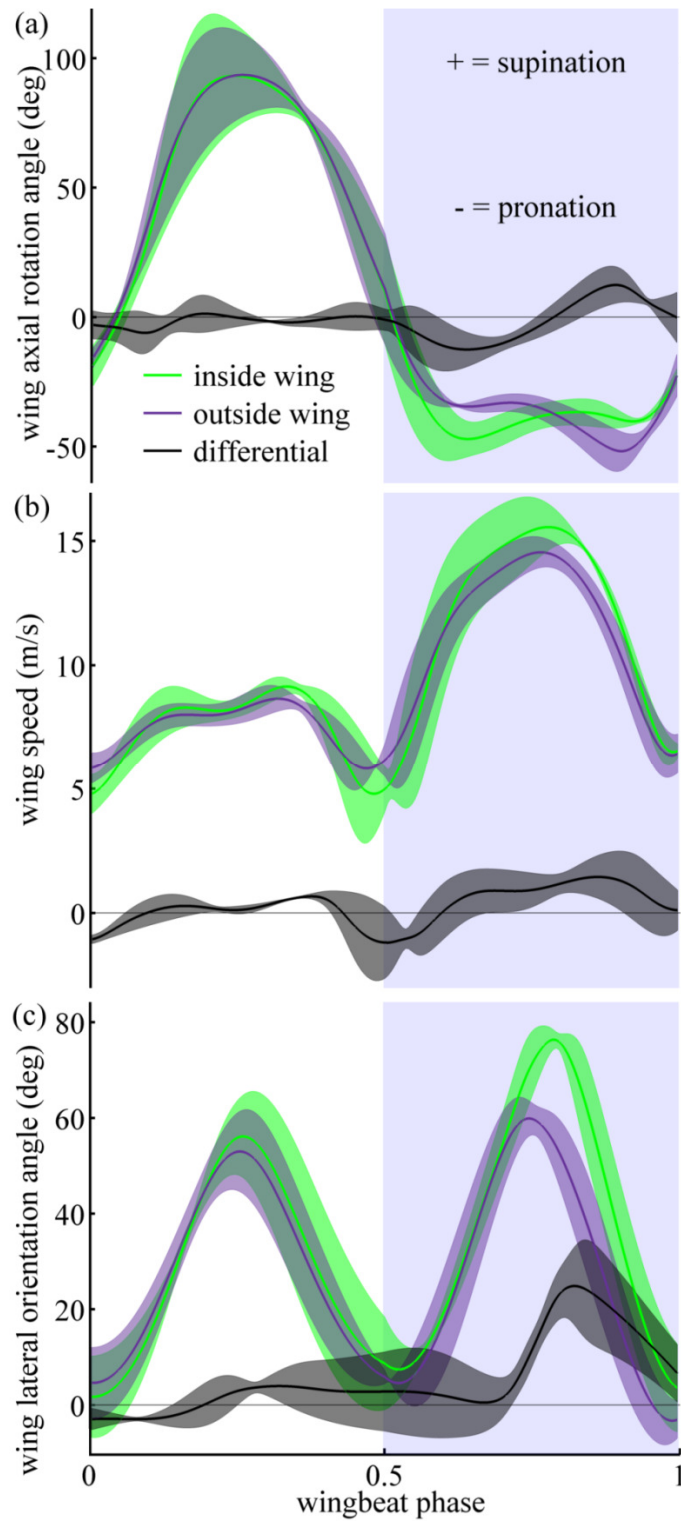 (a)
wing axial rotation angle (deg)
100
50
0
-50
+ = supination
- = pronation
inside wing
outside wing
differential
(b)
wing speed (m/s)
15
10
5
0
(c)
wing lateral orientation angle (deg)
80
60
40
20
0
0
0.5
1
wingbeat phase